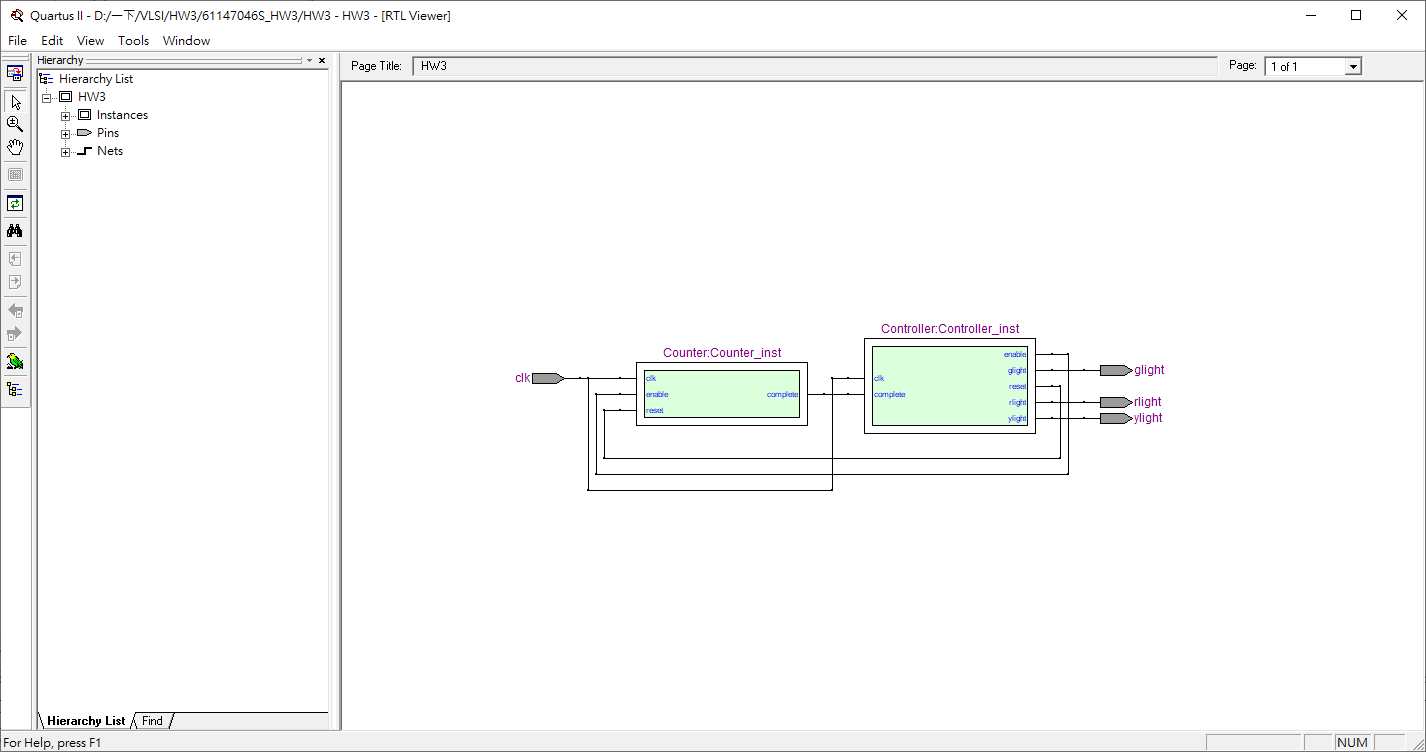 Quartus II - D:/一下/VLSI/HW3/61147046S_HW3/HW3 - HW3 - [RTL Viewer]
File Edit View Tools Window
Hierarchy
Page Title: HW3 Page: 1 of 1
Hierarchy List
HW3
Instances
Pins
Nets
Controller:Controller_inst
Counter:Counter_inst
enable
glight
glight
clk
clk
clk
reset
enable
complete
complete
rlight
rlight
reset
ylight
ylight
Hierarchy List Find
For Help, press F1 NUM